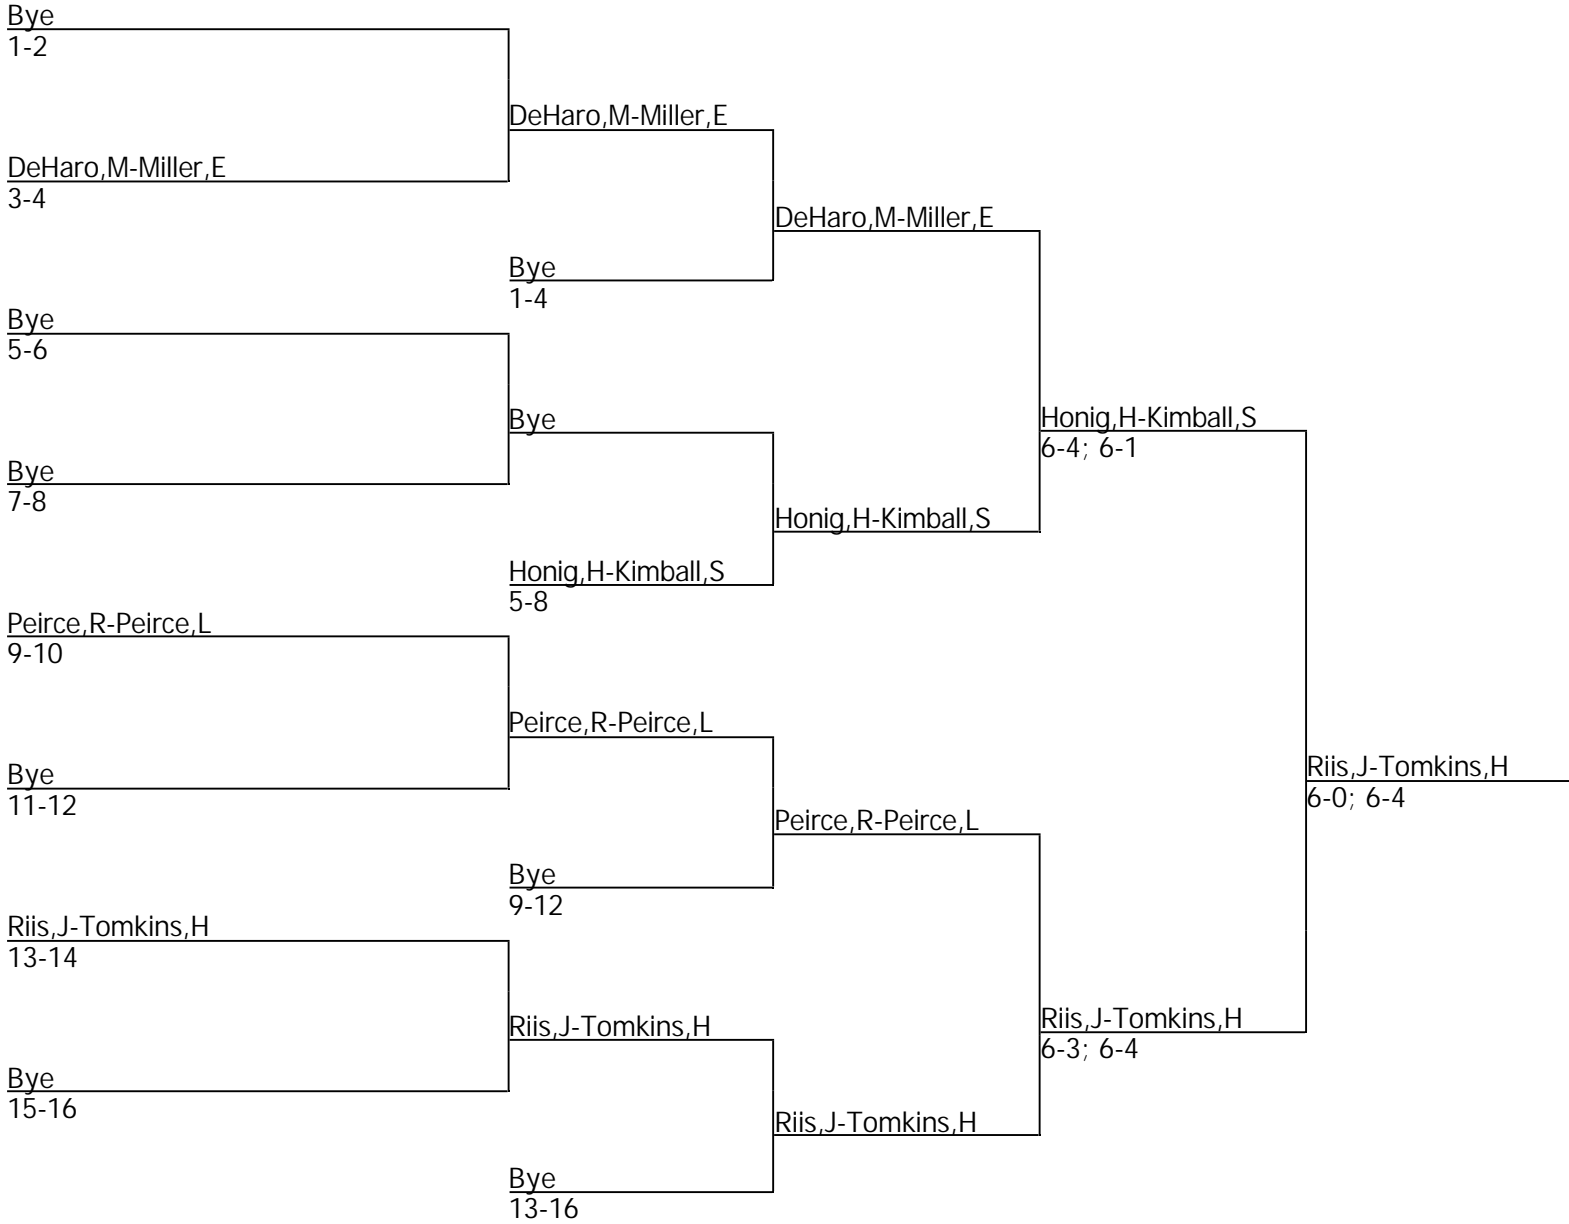 Bye
1-2
DeHaro,M-Miller,E
DeHaro,M-Miller,E
3-4
DeHaro,M-Miller,E
Bye
1-4
Bye
5-6
Bye
Honig,H-Kimball,S
6-4; 6-1
Bye
7-8
Honig,H-Kimball,S
Honig,H-Kimball,S
5-8
Peirce,R-Peirce,L
9-10
Peirce,R-Peirce,L
Bye
11-12
Riis,J-Tomkins,H
6-0; 6-4
Peirce,R-Peirce,L
Bye
9-12
Riis,J-Tomkins,H
13-14
Riis,J-Tomkins,H
Riis,J-Tomkins,H
6-3; 6-4
Bye
15-16
Riis,J-Tomkins,H
Bye
13-16